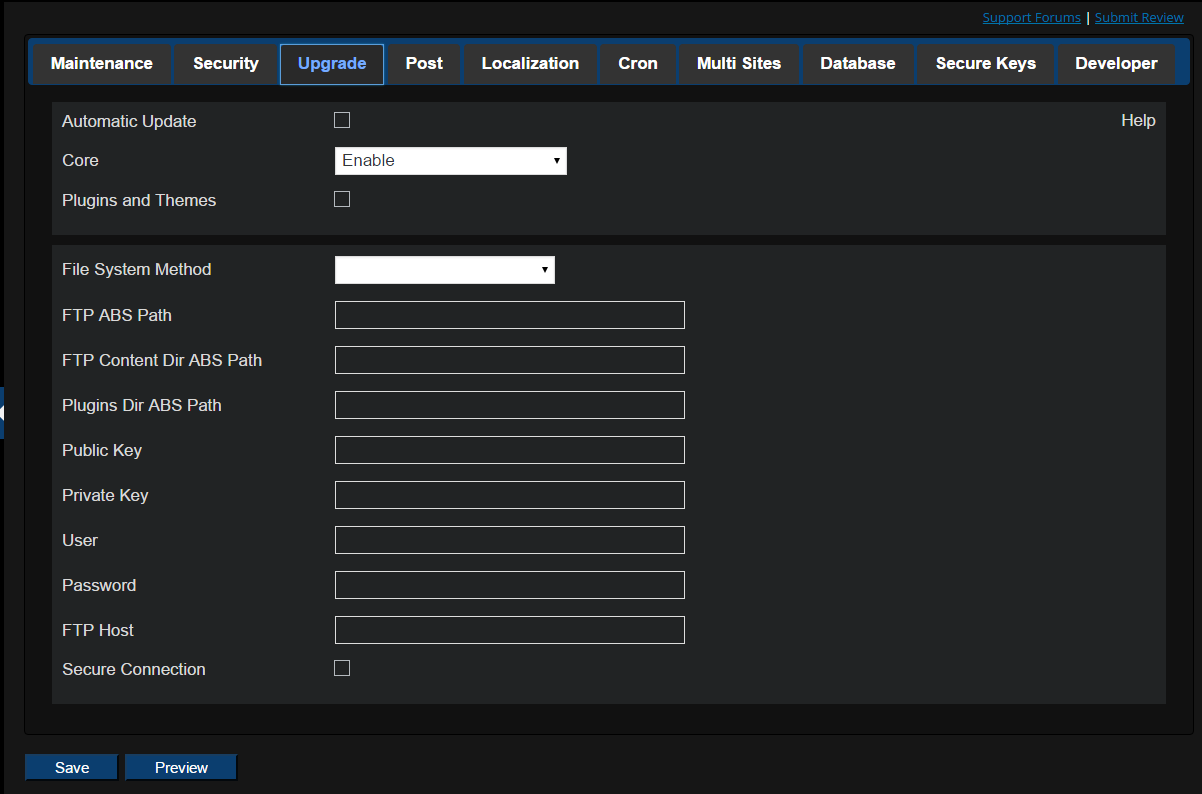 Support Forums | Submit Review
Maintenance Security Upgrade Post Localization Cron Multi Sites Database Secure Keys Developer
Automatic Update Help
Core Enable
Plugins and Themes
File System Method
FTP ABS Path
FTP Content Dir ABS Path
Plugins Dir ABS Path
Public Key
Private Key
User
Password
FTP Host
Secure Connection
Save Preview